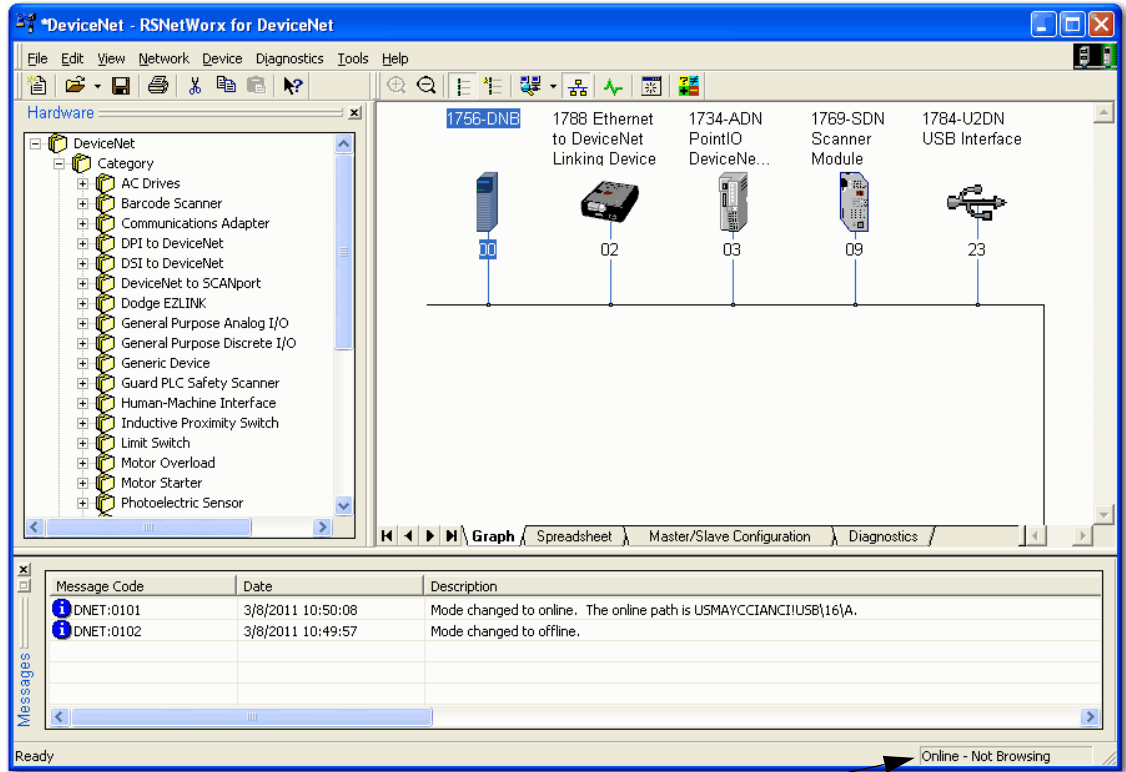 *DeviceNet - RSNetWorx for DeviceNet
File Edit View Network Device Diagnostics Tools Help
Hardware
DeviceNet
Category
AC Drives
Barcode Scanner
Communications Adapter
DPI to DeviceNet
DSI to DeviceNet
DeviceNet to SCANport
Dodge EZLINK
General Purpose Analog I/O
General Purpose Discrete I/O
Generic Device
Guard PLC Safety Scanner
Human-Machine Interface
Inductive Proximity Switch
Limit Switch
Motor Overload
Motor Starter
Photoelectric Sensor
1756-DNB
00
1788 Ethernet
to DeviceNet
Linking Device
02
1734-ADN
PointIO
DeviceNe...
03
1769-SDN
Scanner
Module
09
1784-U2DN
USB Interface
23
Graph Spreadsheet Master/Slave Configuration Diagnostics
Messages
Message Code Date Description
DNET:0101 3/8/2011 10:50:08 Mode changed to online. The online path is USMAYCCIANCI!USB\16\A.
DNET:0102 3/8/2011 10:49:57 Mode changed to offline.
Ready Online - Not Browsing